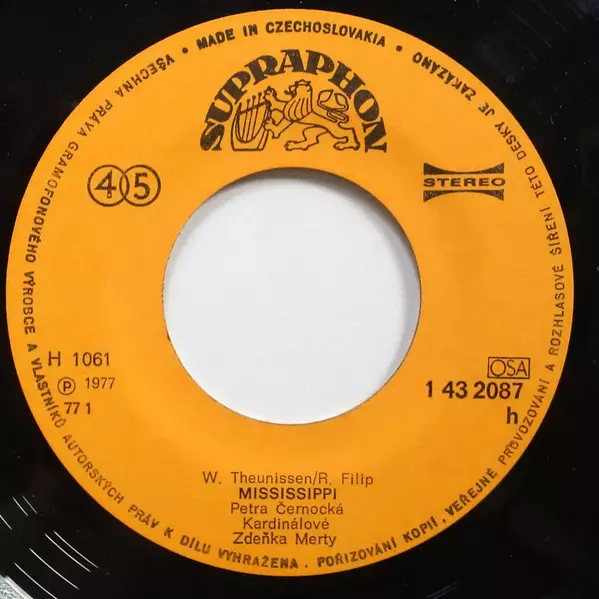 VŠECHNA PRÁVA GRAMOFONOVÉHO VÝROBCE A VLASTNÍKŮ AUTORSKÝCH PRÁV K DÍLU VYHRAŽENA. POŘIZOVÁNÍ KOPIÍ, VEŘEJNÉ PROVOZOVÁNÍ A ROZHLASOVÉ ŠÍŘENÍ TÉTO DESKY JE ZAKÁZÁNO
• MADE IN CZECHOSLOVAKIA •
SUPRAPHON
45
STEREO
H 1061
℗ 1977
77 1
OSA
1 43 2087
h
W. Theunissen/R. Filip
MISSISSIPPI
Petra Černocká
Kardinálové
Zdeňka Merty